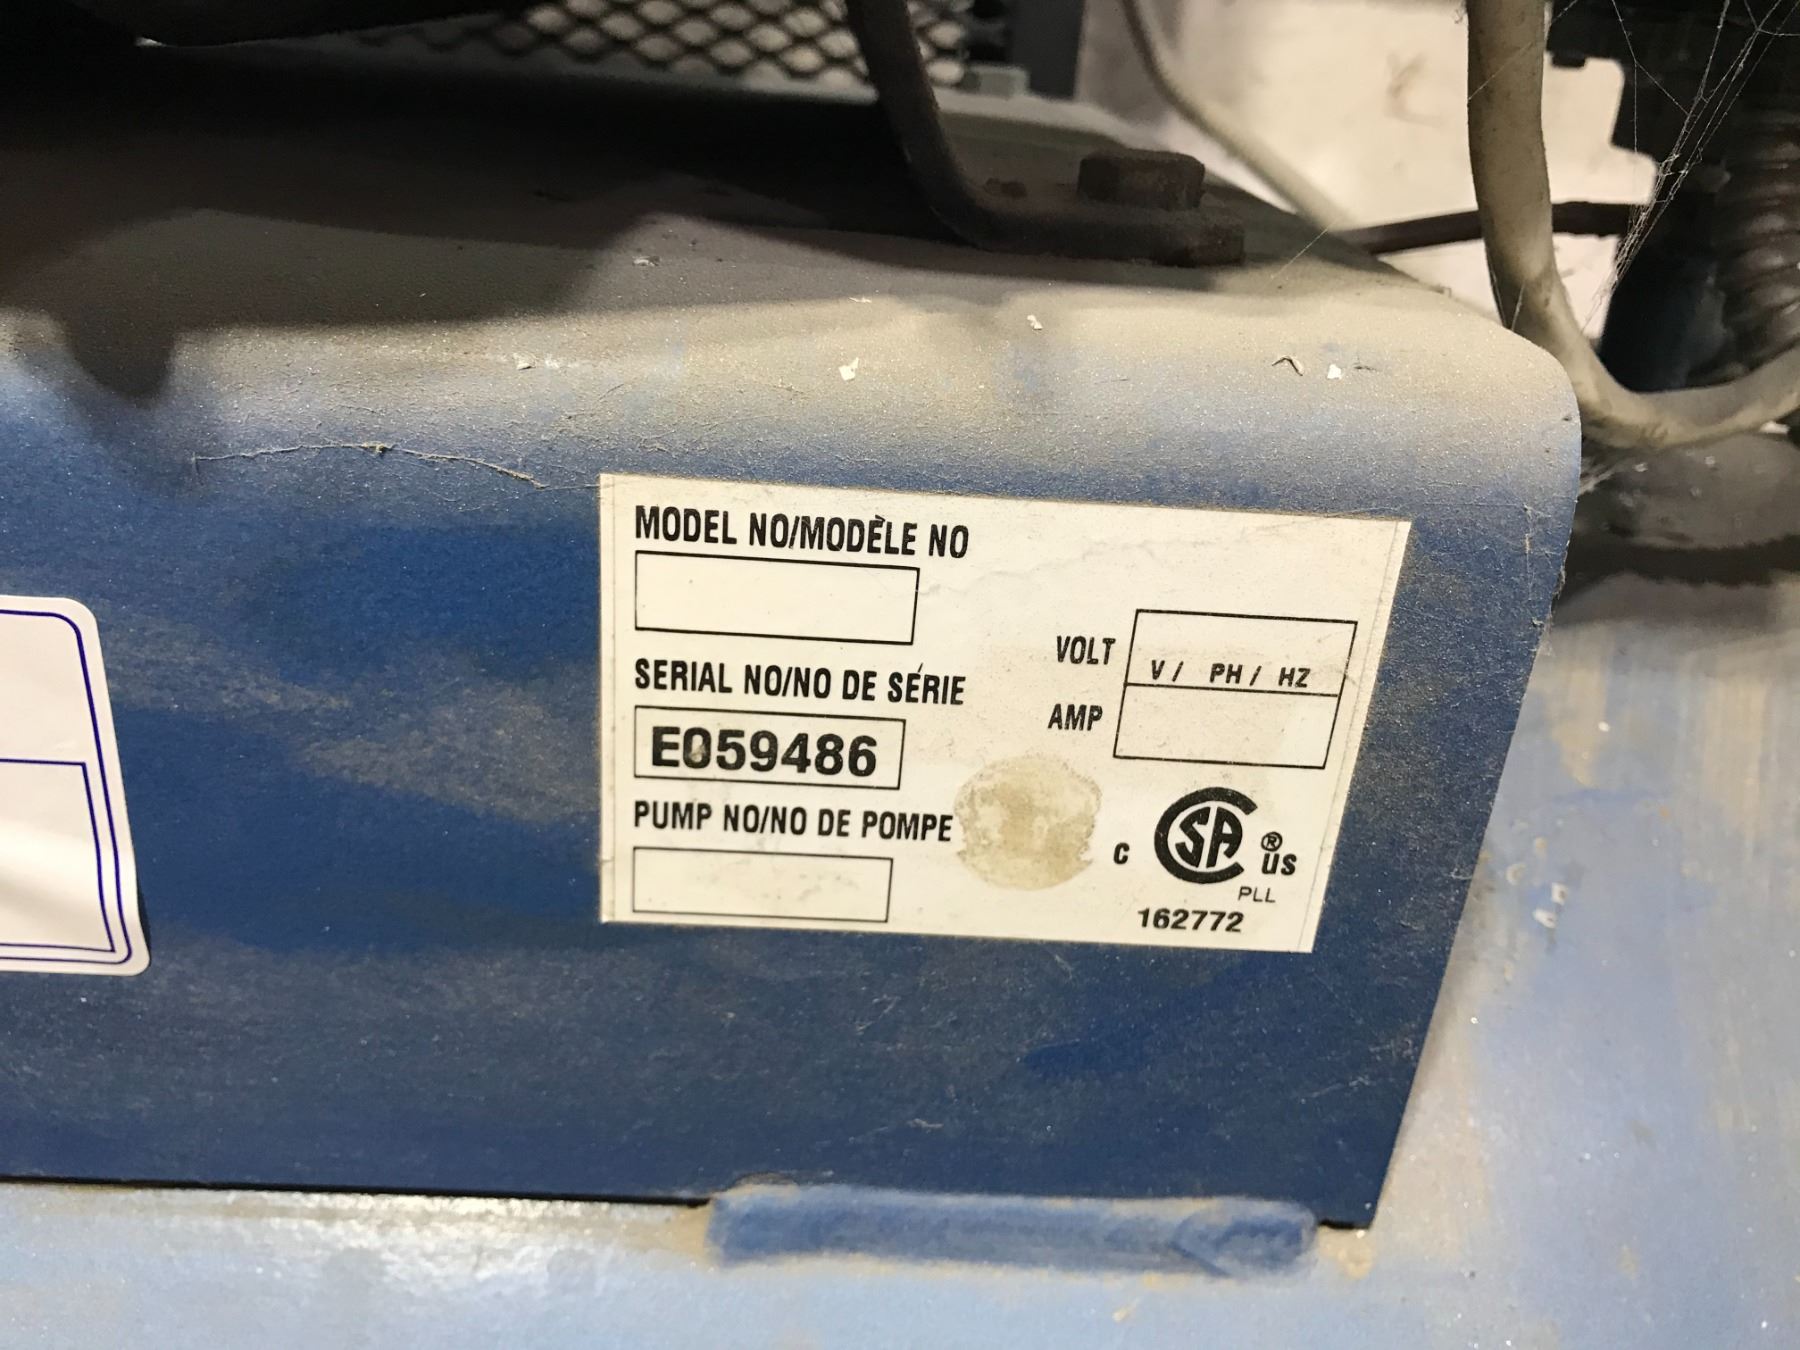 MODEL NO/MODÈLE NO
SERIAL NO/NO DE SÉRIE
E059486
PUMP NO/NO DE POMPE
VOLT
V / PH / HZ
AMP
C SA ® US
PLL
162772